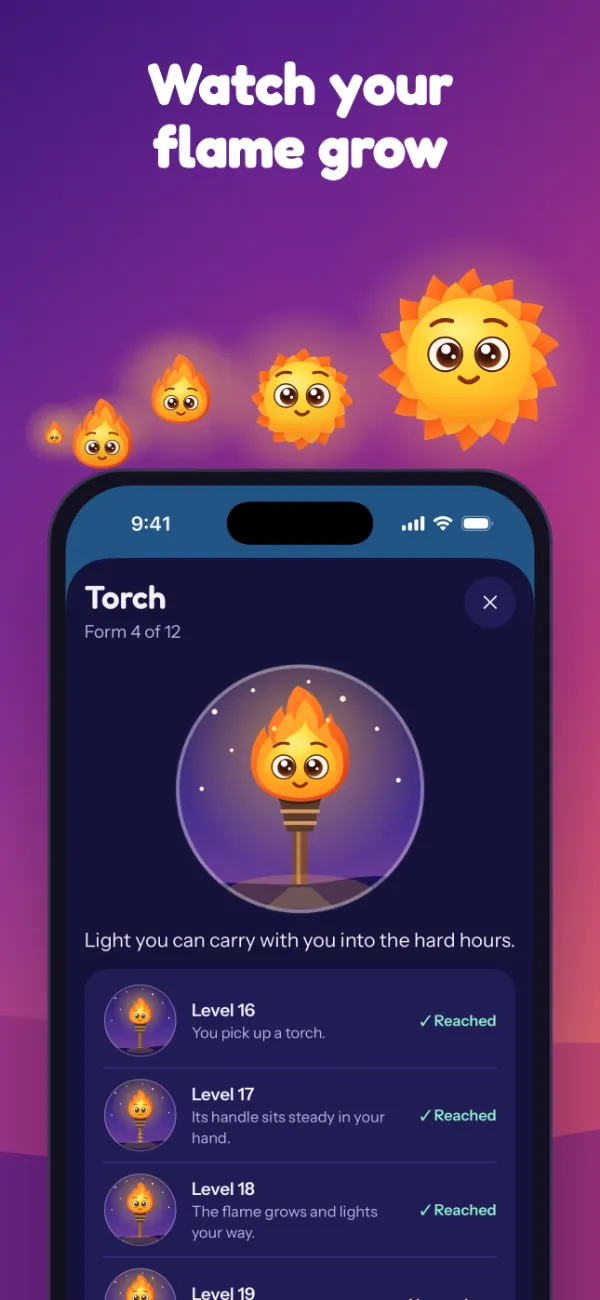 Watch your
flame grow
9:41
Torch
Form 4 of 12
Light you can carry with you into the hard hours.
Level 16
You pick up a torch.
✓ Reached
Level 17
Its handle sits steady in your
hand.
✓ Reached
Level 18
The flame grows and lights
your way.
✓ Reached
Level 19